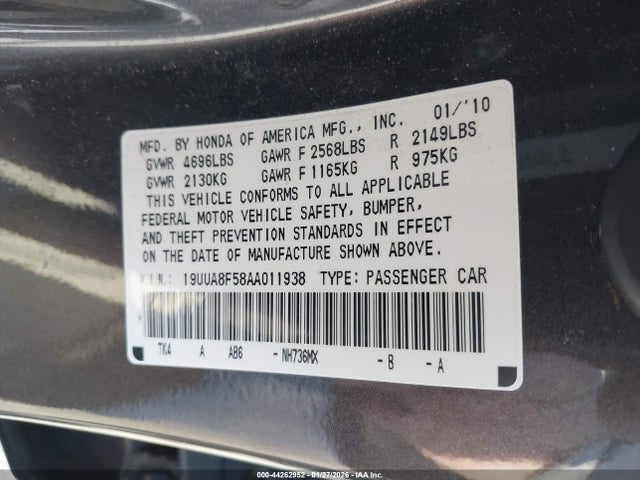 MFD. BY HONDA OF AMERICA MFG., INC. 01/'10
GVWR 4696LBS GAWR F 2568LBS R 2149LBS
GVWR 2130KG GAWR F 1165KG R 975KG
THIS VEHICLE CONFORMS TO ALL APPLICABLE
FEDERAL MOTOR VEHICLE SAFETY, BUMPER,
AND THEFT PREVENTION STANDARDS IN EFFECT
ON THE DATE OF MANUFACTURE SHOWN ABOVE.
V.I.N.: 19UUA8F58AA011938 TYPE: PASSENGER CAR
TK4 A AB6 -NH736MX -B -A
000-44262952 - 01/27/2026 - IAA Inc.